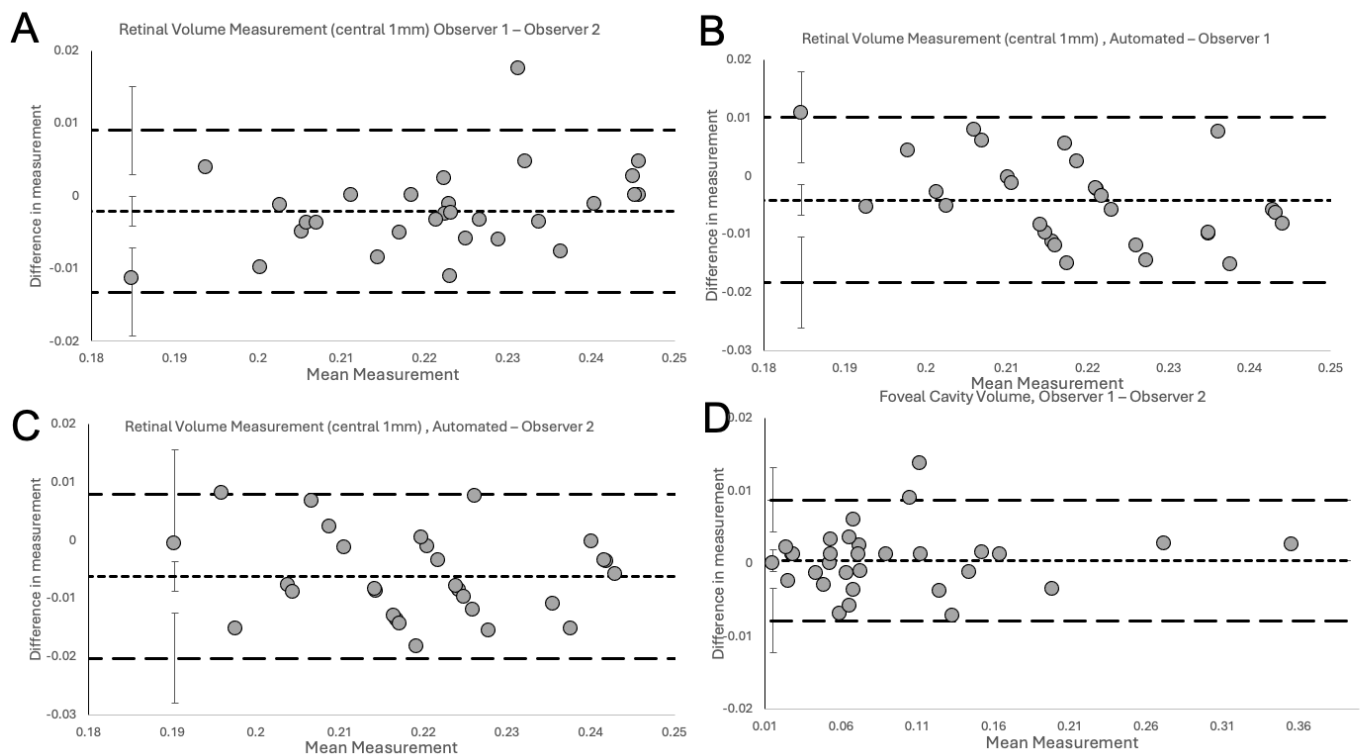 A
Retinal Volume Measurement (central 1mm) Observer 1 – Observer 2
Difference in measurement
0.02
0.01
0
-0.01
-0.02
0.18 0.19 0.2 0.21 0.22 0.23 0.24 0.25
Mean Measurement
B
Retinal Volume Measurement (central 1mm) , Automated – Observer 1
Difference in measurement
0.02
0.01
0
-0.01
-0.02
-0.03
0.18 0.19 0.2 0.21 0.22 0.23 0.24 0.25
Mean Measurement
C
Retinal Volume Measurement (central 1mm) , Automated – Observer 2
Difference in measurement
0.02
0.01
0
-0.01
-0.02
-0.03
0.18 0.19 0.2 0.21 0.22 0.23 0.24 0.25
Mean Measurement
D
Foveal Cavity Volume, Observer 1 – Observer 2
Difference in measurement
0.02
0.01
0
-0.01
-0.02
0.01 0.06 0.11 0.16 0.21 0.26 0.31 0.36
Mean Measurement